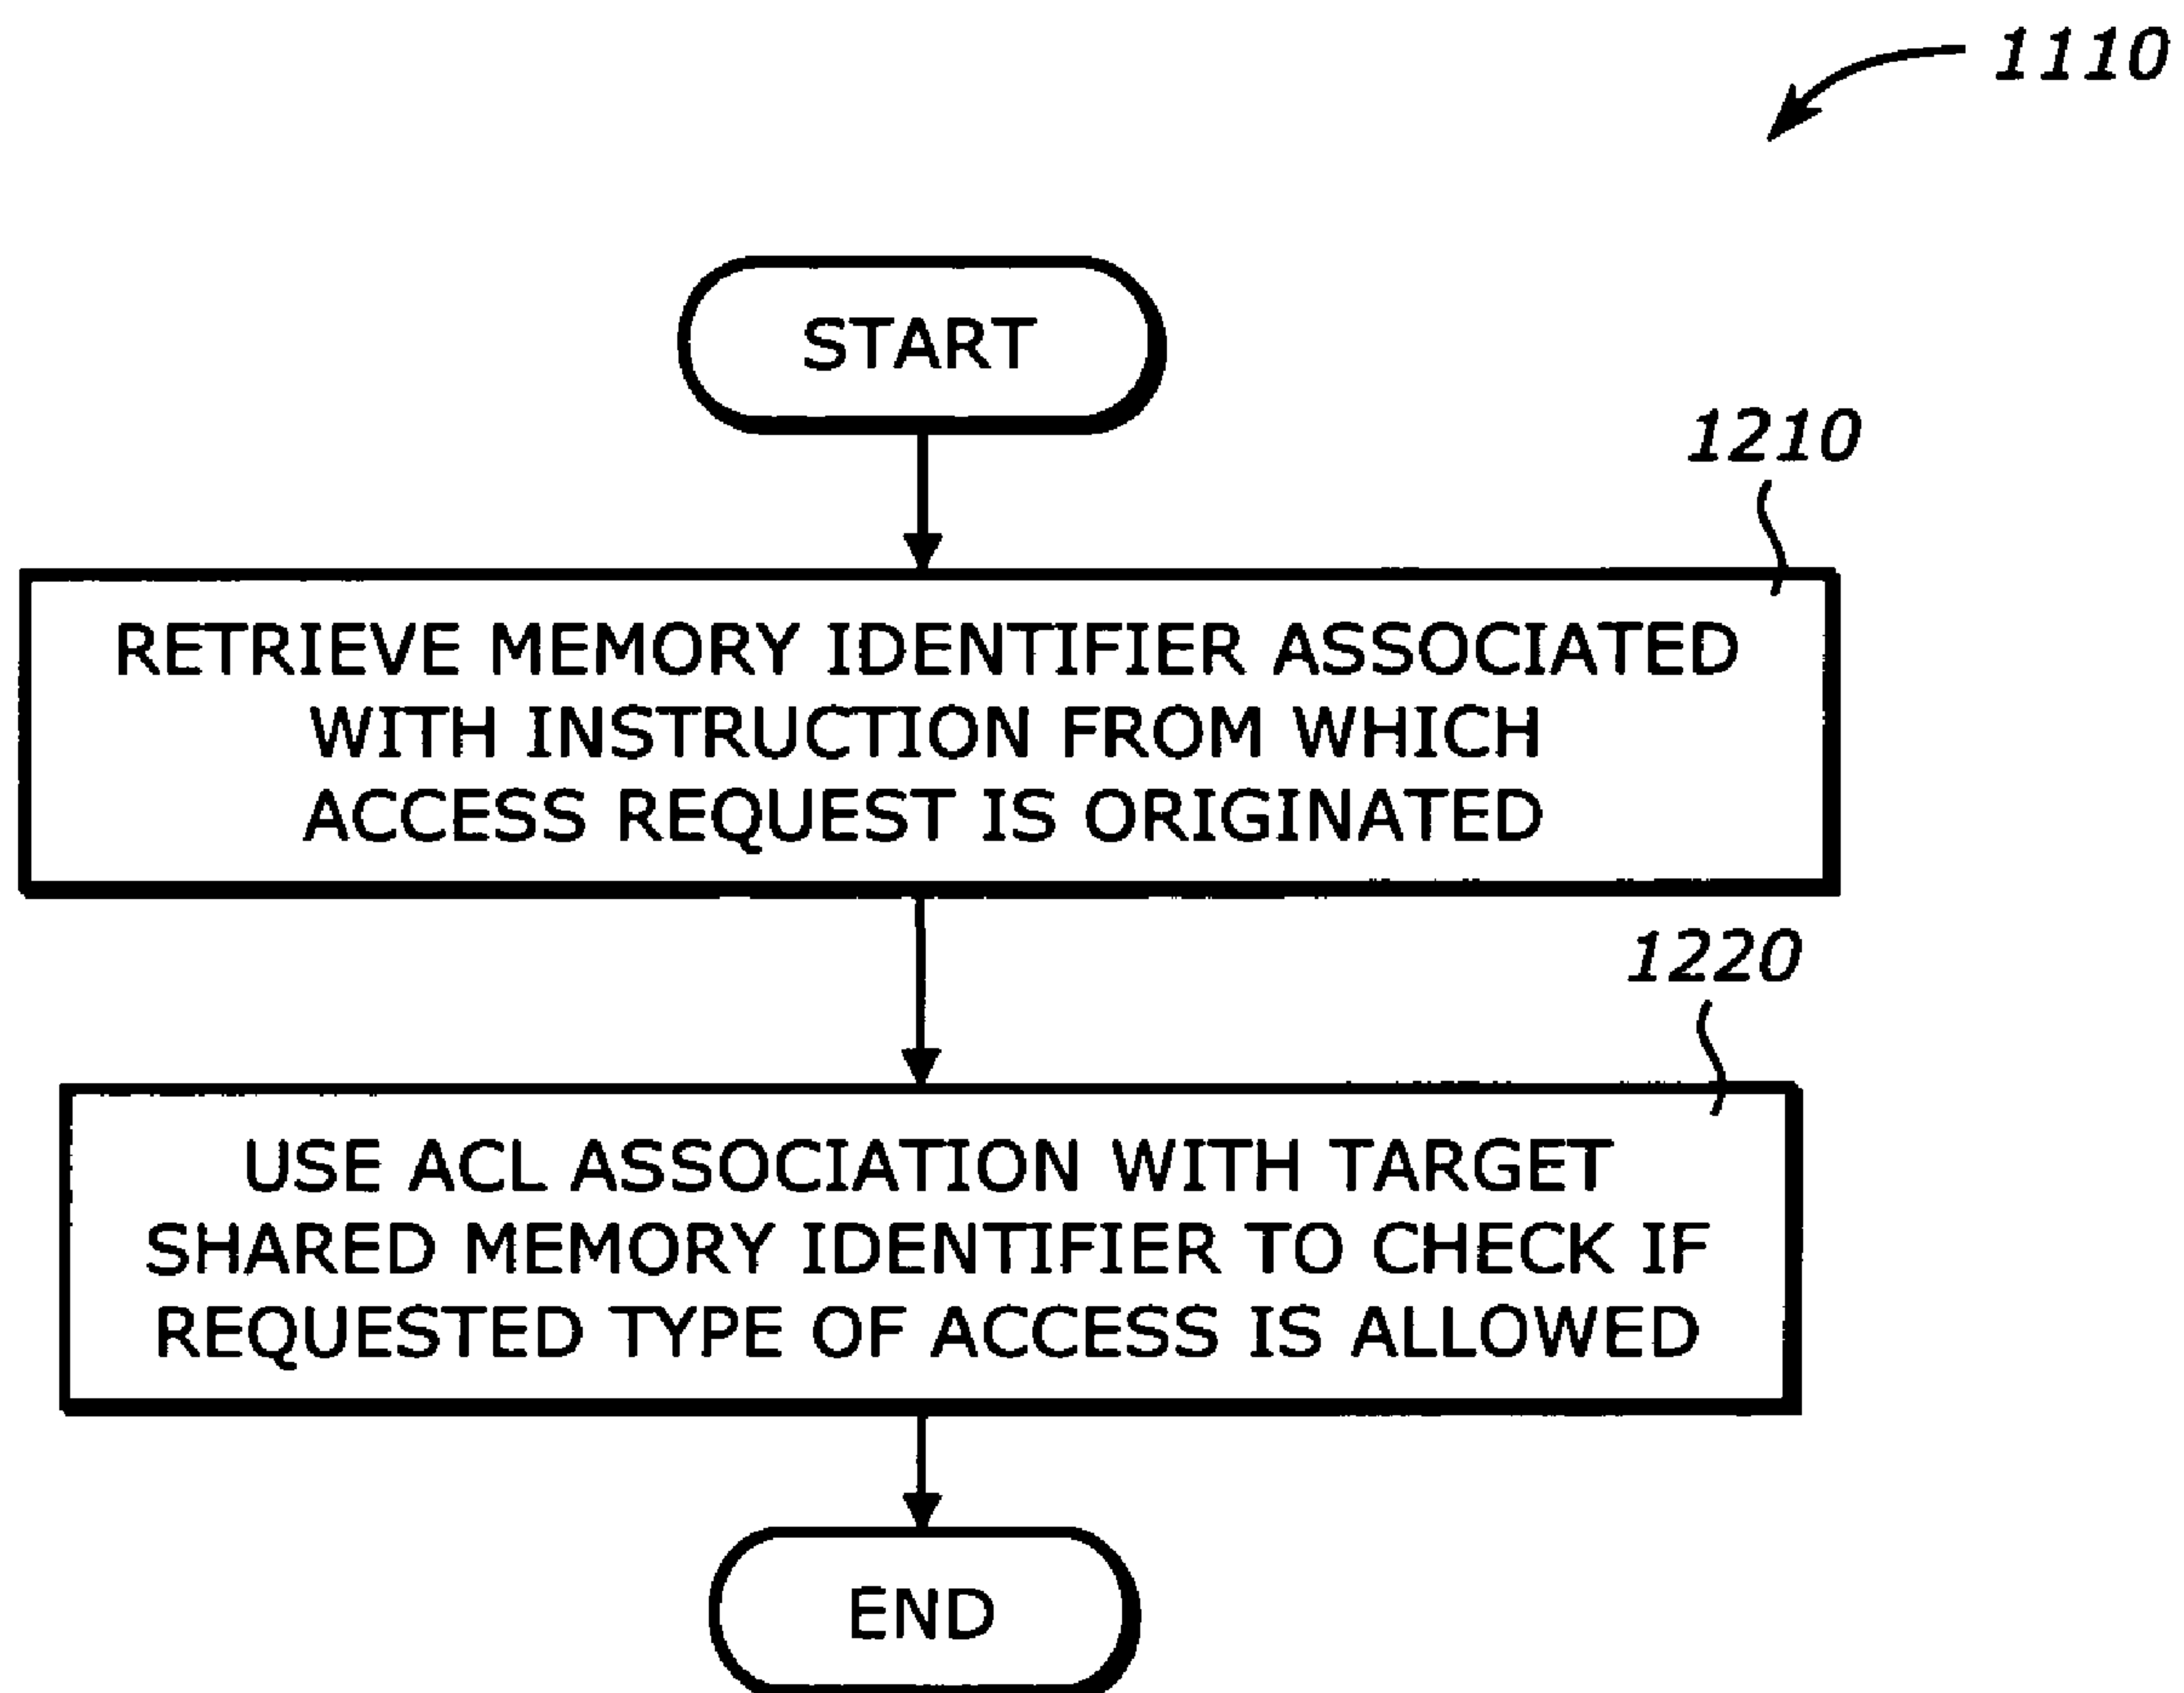 1110
START
1210
RETRIEVE MEMORY IDENTIFIER ASSOCIATED
WITH INSTRUCTION FROM WHICH
ACCESS REQUEST IS ORIGINATED
1220
USE ACL ASSOCIATION WITH TARGET
SHARED MEMORY IDENTIFIER TO CHECK IF
REQUESTED TYPE OF ACCESS IS ALLOWED
END